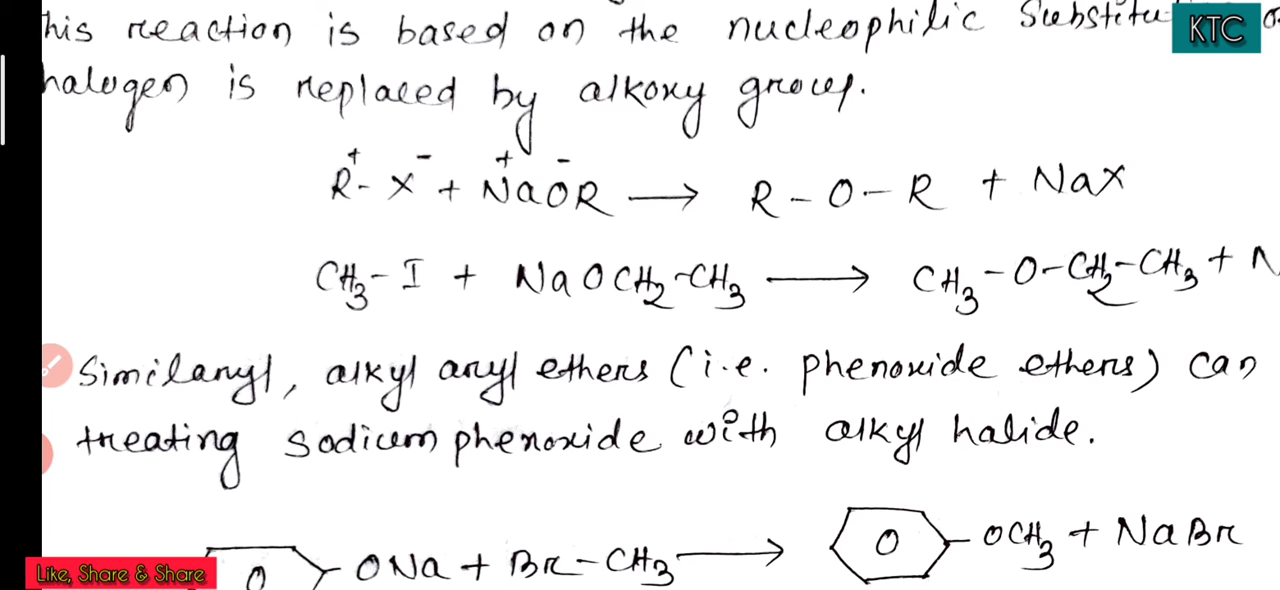 his reaction is based on the nucleophilic Substitu
KTC
halogen is replaced by alkoxy group.
R⁺- X⁻ + Na⁺O⁻R → R-O-R + NaX
CH₃-I + NaOCH₂-CH₃ → CH₃-O-CH₂-CH₃ + N
Similarly, alkyl aryl ethers (i.e. phenoxide ethers) can
treating sodium phenoxide with alkyl halide.
ONa + Br-CH₃ → OCH₃ + NaBr
Like, Share & Share